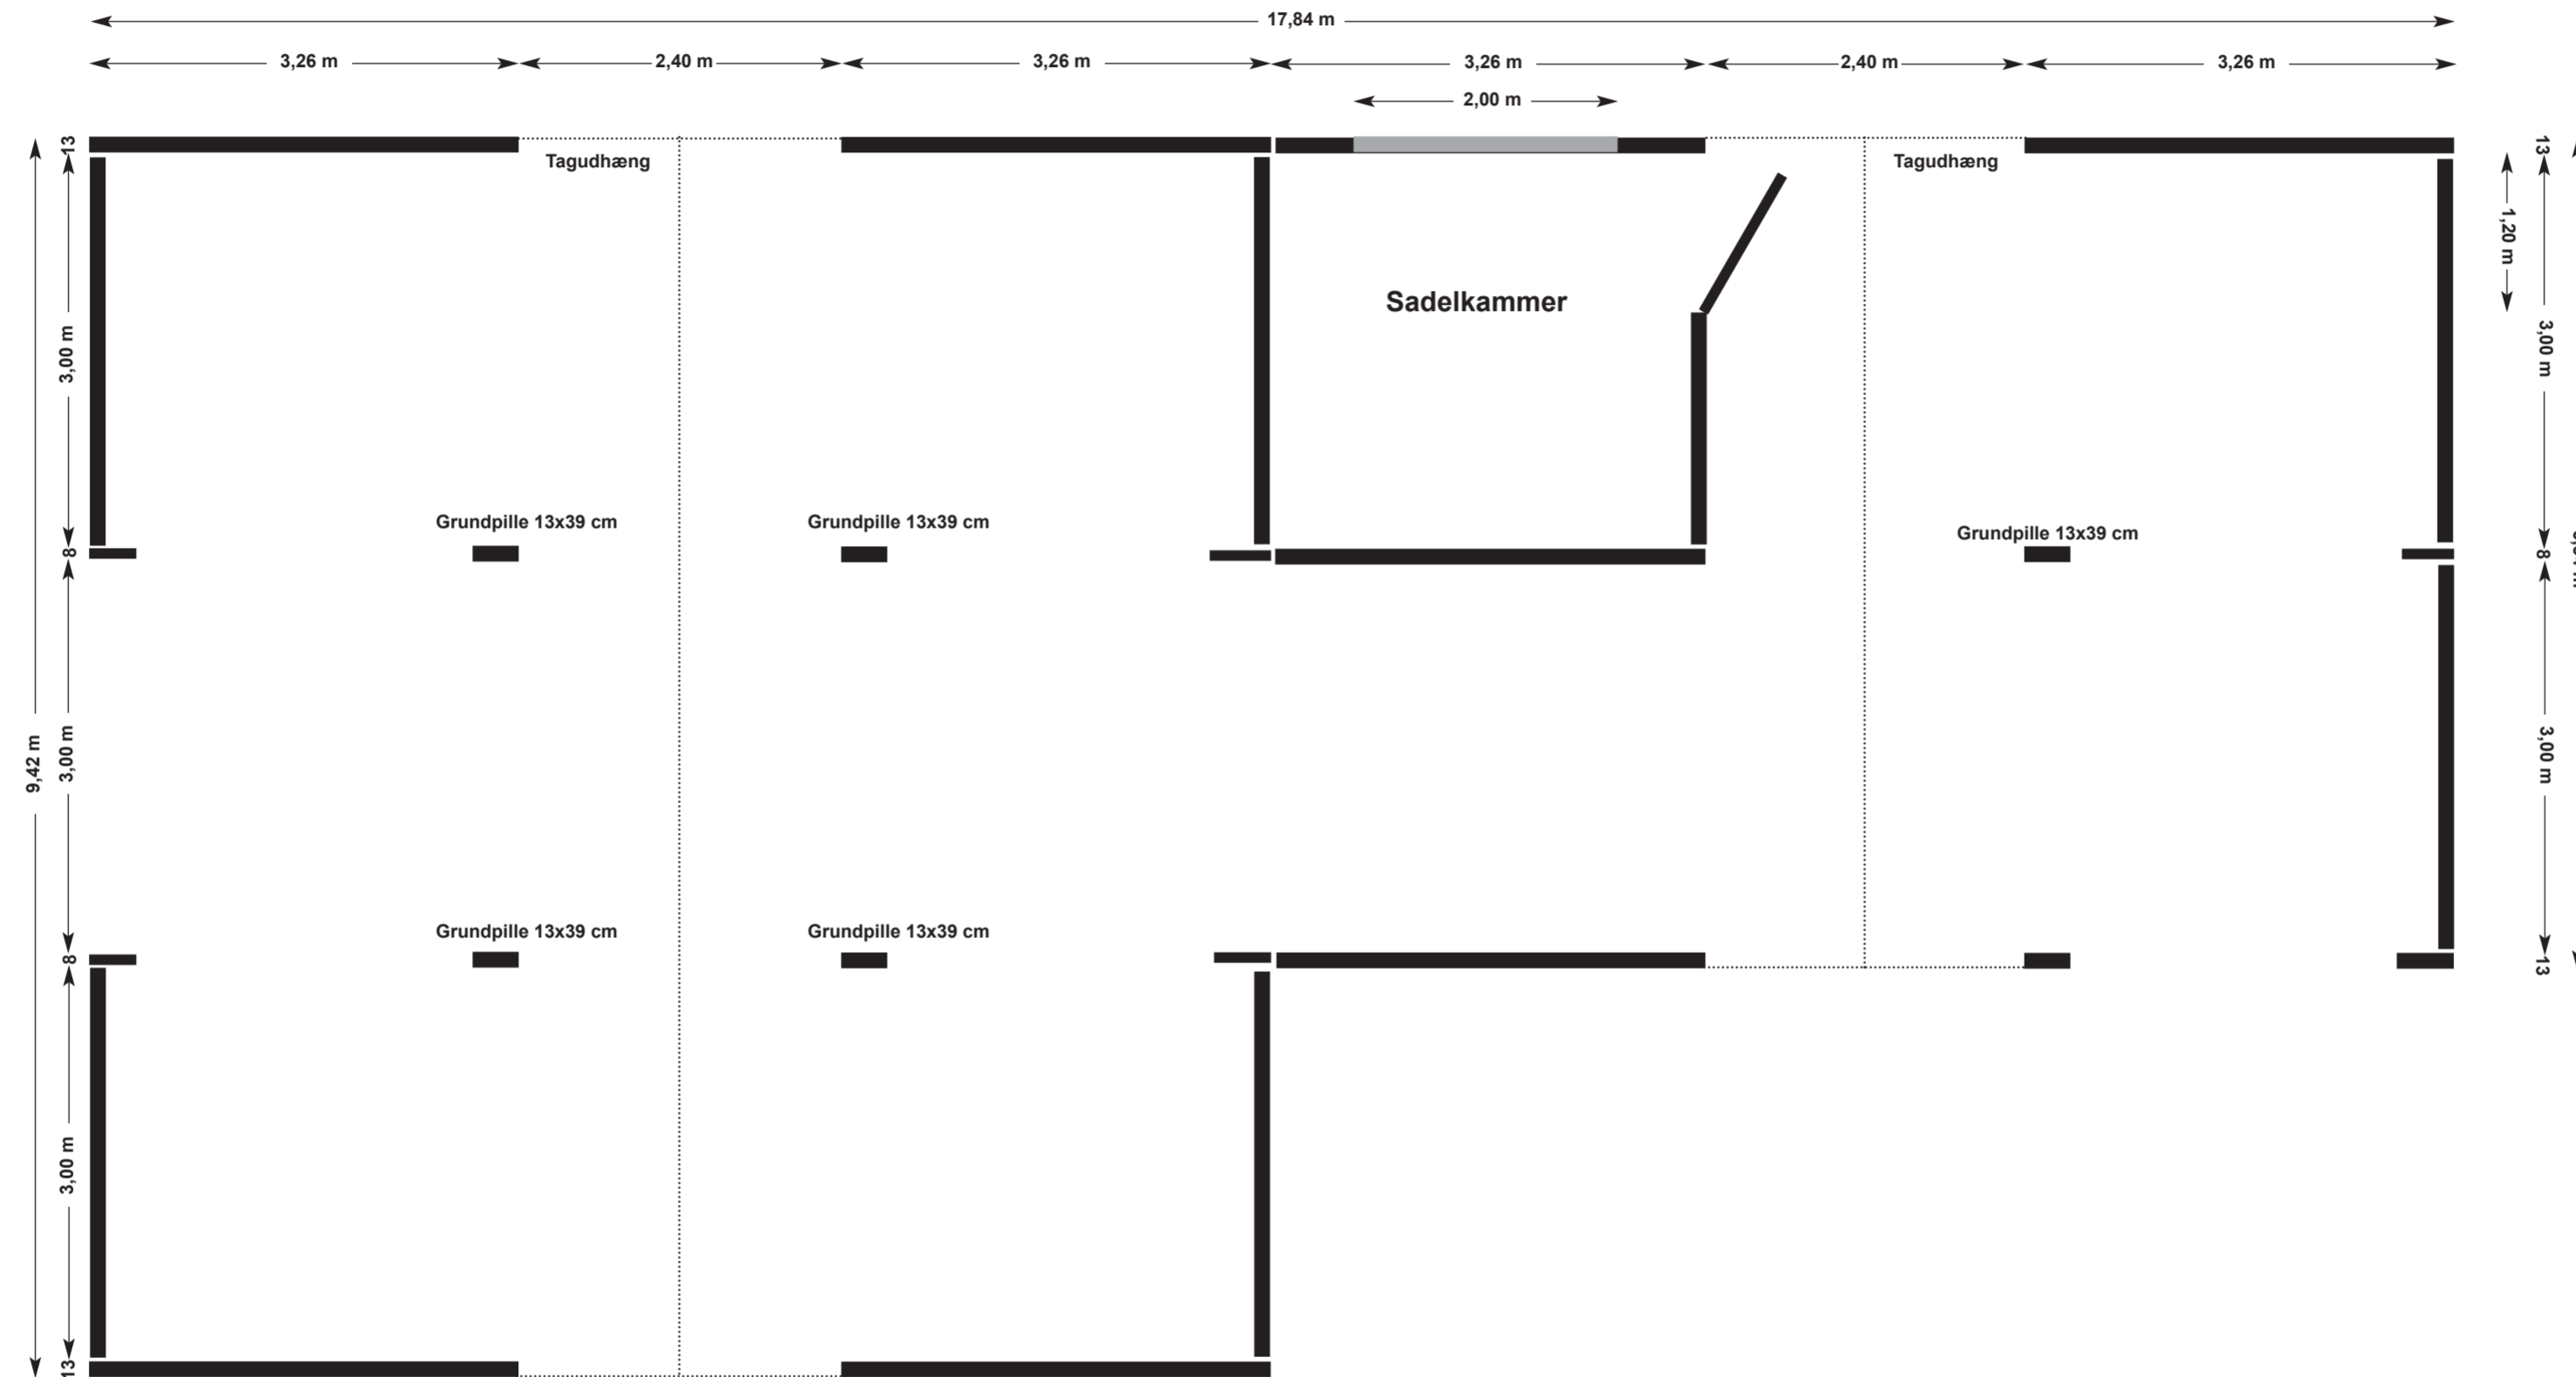 17,84 m
3,26 m
2,40 m
3,26 m
3,26 m
2,40 m
3,26 m
2,00 m
13
13
Tagudhæng
Tagudhæng
1,20 m
Sadelkammer
3,00 m
3,00 m
Grundpille 13x39 cm
Grundpille 13x39 cm
Grundpille 13x39 cm
8
8
9,42 m
3,00 m
3,00 m
Grundpille 13x39 cm
Grundpille 13x39 cm
8
13
3,00 m
13